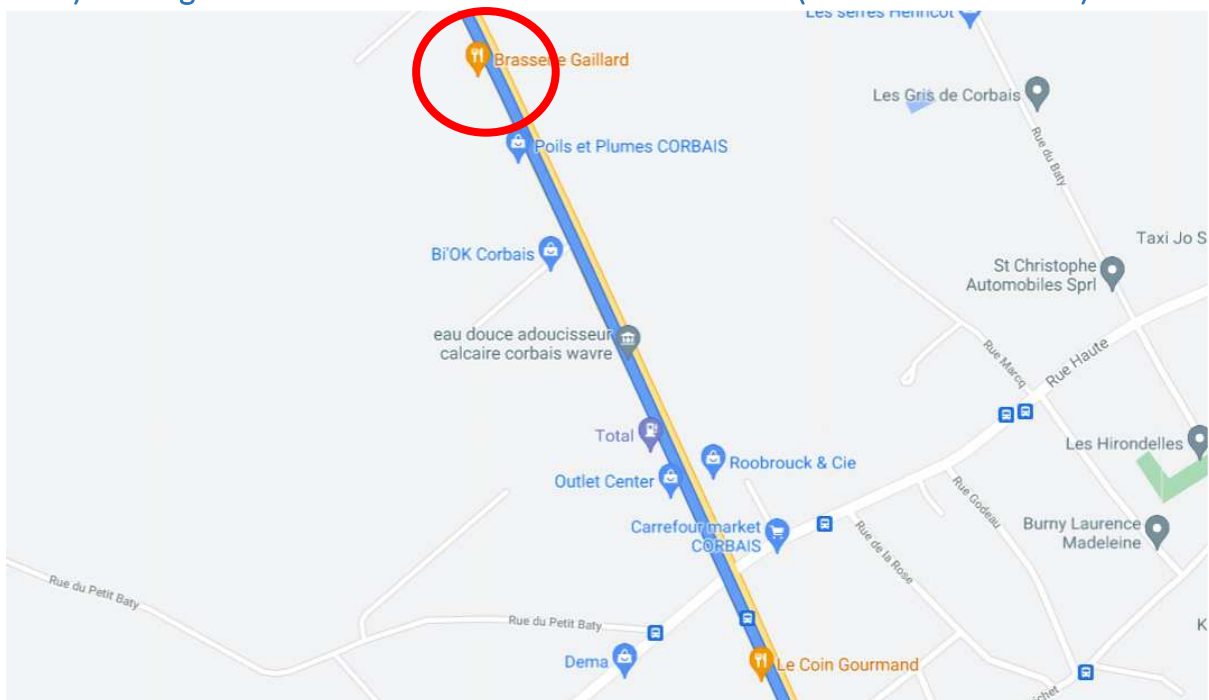 Les serres Henricot
Brasserie Gaillard
Les Gris de Corbais
Rue du Baty
Poils et Plumes CORBAIS
Taxi Jo S
Bi'OK Corbais
St Christophe
Automobiles Sprl
eau douce adoucisseur
calcaire corbais wavre
Rue Marcq
Rue Haute
Total
Les Hirondelles
Roobrouck & Cie
Outlet Center
Rue Godeau
Carrefour market
CORBAIS
Rue de la Rose
Burny Laurence
Madeleine
Rue du Petit Baty
Rue du Petit Baty
K
Dema
Le Coin Gourmand